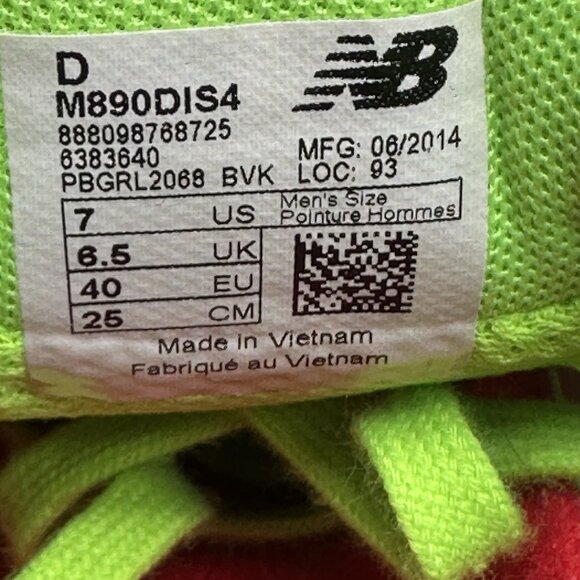 D
NB
M890DIS4
888098768725
6383640
MFG: 06/2014
PBGRL2068 BVK
LOC: 93
7 US
Men's Size
Pointure Hommes
6.5 UK
40 EU
25 CM
Made in Vietnam
Fabriqué au Vietnam